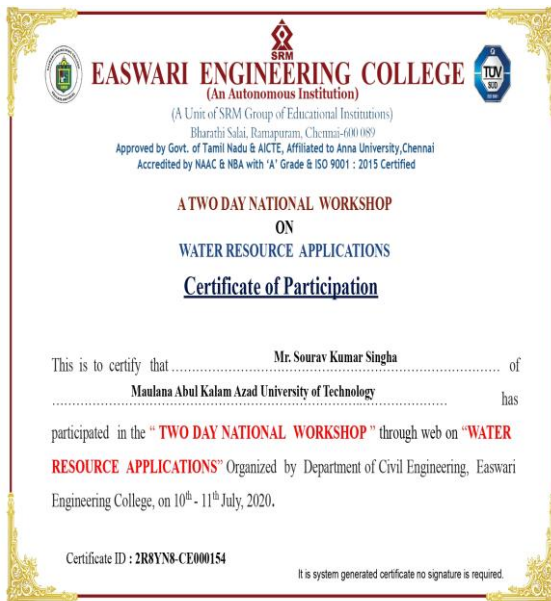 SRM
EASWARI ENGINEERING COLLEGE
(An Autonomous Institution)
(A Unit of SRM Group of Educational Institutions)
Bharathi Salai, Ramapuram, Chennai-600 089
Approved by Govt. of Tamil Nadu & AICTE, Affiliated to Anna University,Chennai
Accredited by NAAC & NBA with ‘A’ Grade & ISO 9001 : 2015 Certified
TUV
SUD
A TWO DAY NATIONAL WORKSHOP
ON
WATER RESOURCE APPLICATIONS
Certificate of Participation
This is to certify that Mr. Sourav Kumar Singha of
Maulana Abul Kalam Azad University of Technology has
participated in the “ TWO DAY NATIONAL WORKSHOP ” through web on “WATER
RESOURCE APPLICATIONS” Organized by Department of Civil Engineering, Easwari
Engineering College, on 10th - 11th July, 2020.
Certificate ID : 2R8YN8-CE000154
It is system generated certificate no signature is required.